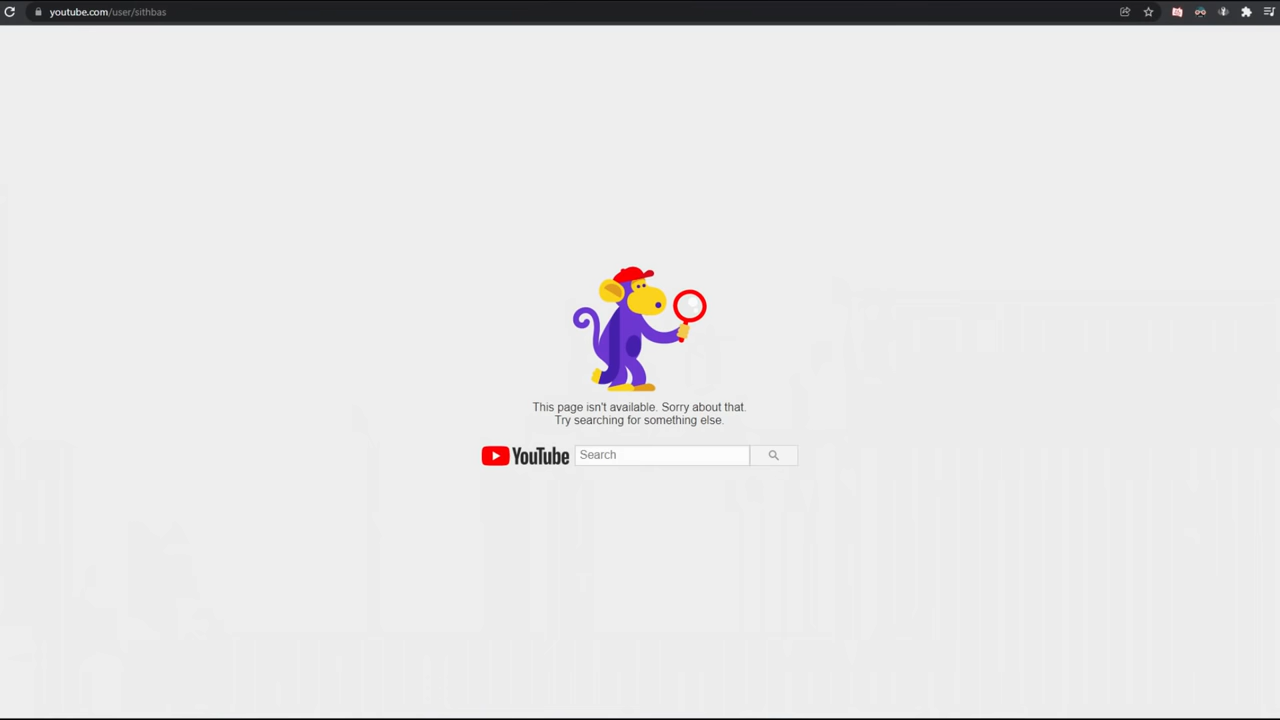 youtube.com/user/sithbas
This page isn't available. Sorry about that.
Try searching for something else.
YouTube Search